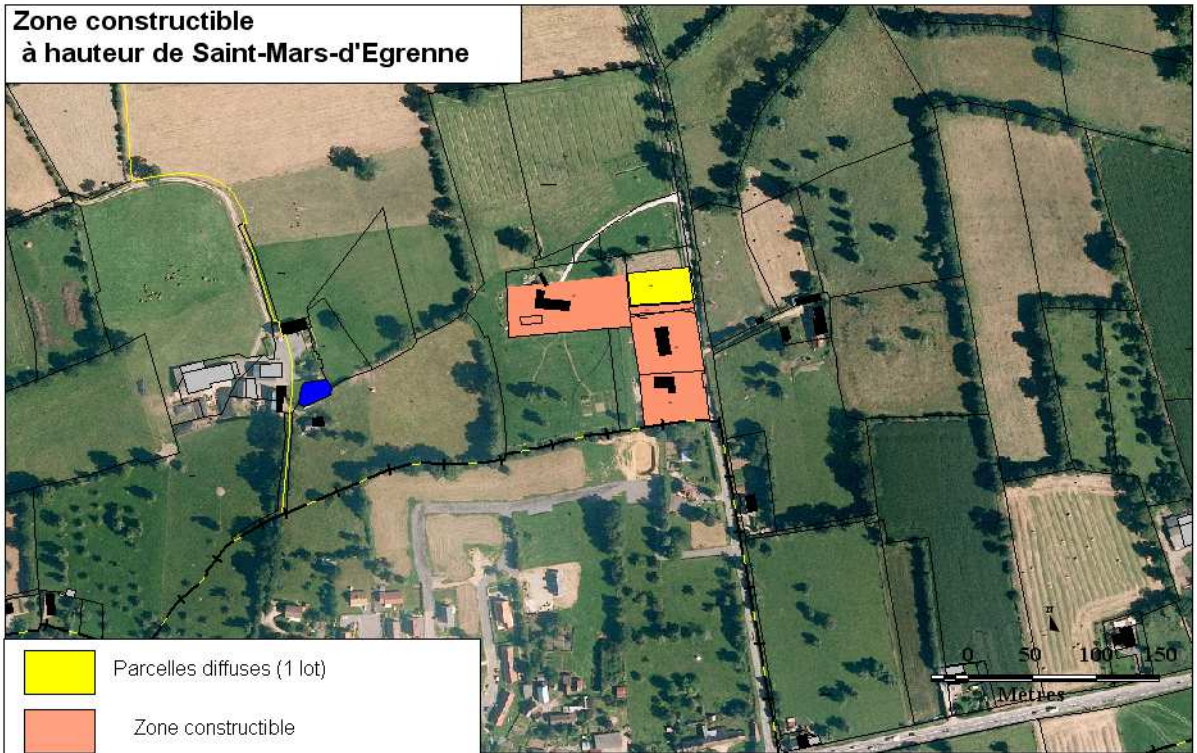 Zone constructible
à hauteur de Saint-Mars-d'Egrenne
0 50 100 150
Mètres
Parcelles diffuses (1 lot)
Zone constructible